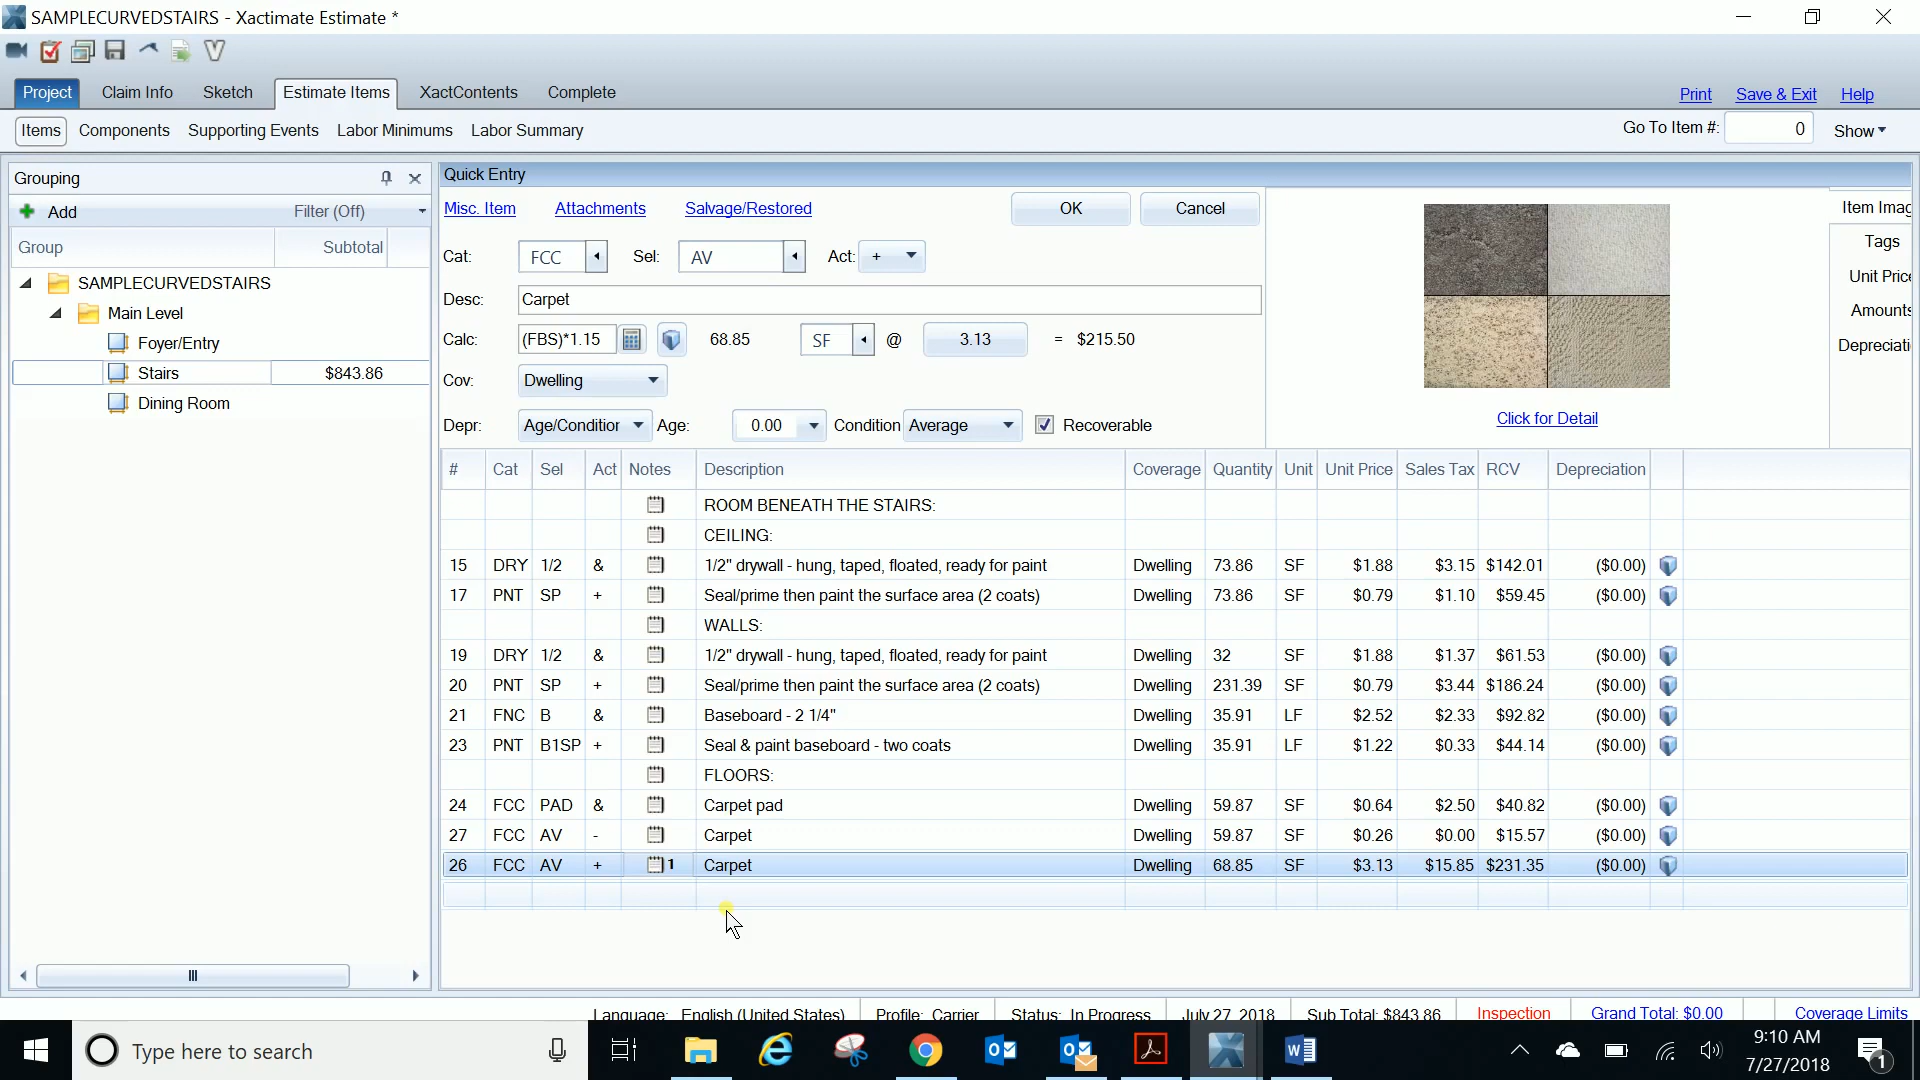 SAMPLECURVEDSTAIRS - Xactimate Estimate *
Project Claim Info Sketch Estimate Items XactContents Complete Print Save & Exit Help
Items Components Supporting Events Labor Minimums Labor Summary Go To Item #: 0 Show
Grouping
Add Filter (Off)
Group Subtotal
SAMPLECURVEDSTAIRS
Main Level
Foyer/Entry
Stairs $843.86
Dining Room
Quick Entry
Misc. Item Attachments Salvage/Restored OK Cancel
Cat: FCC Sel: AV Act: +
Desc: Carpet
Calc: (FBS)*1.15 68.85 SF @ 3.13 = $215.50
Cov: Dwelling
Depr: Age/Conditior Age: 0.00 Condition Average Recoverable
Click for Detail
Item Imag
Tags
Unit Price
Amounts
Depreciati
# Cat Sel Act Notes Description Coverage Quantity Unit Unit Price Sales Tax RCV Depreciation
ROOM BENEATH THE STAIRS:
CEILING:
15 DRY 1/2 & 1/2" drywall - hung, taped, floated, ready for paint Dwelling 73.86 SF $1.88 $3.15 $142.01 ($0.00)
17 PNT SP + Seal/prime then paint the surface area (2 coats) Dwelling 73.86 SF $0.79 $1.10 $59.45 ($0.00)
WALLS:
19 DRY 1/2 & 1/2" drywall - hung, taped, floated, ready for paint Dwelling 32 SF $1.88 $1.37 $61.53 ($0.00)
20 PNT SP + Seal/prime then paint the surface area (2 coats) Dwelling 231.39 SF $0.79 $3.44 $186.24 ($0.00)
21 FNC B & Baseboard - 2 1/4" Dwelling 35.91 LF $2.52 $2.33 $92.82 ($0.00)
23 PNT B1SP + Seal & paint baseboard - two coats Dwelling 35.91 LF $1.22 $0.33 $44.14 ($0.00)
FLOORS:
24 FCC PAD & Carpet pad Dwelling 59.87 SF $0.64 $2.50 $40.82 ($0.00)
27 FCC AV - Carpet Dwelling 59.87 SF $0.26 $0.00 $15.57 ($0.00)
26 FCC AV + 1 Carpet Dwelling 68.85 SF $3.13 $15.85 $231.35 ($0.00)
Language: English (United States) Profile: Carrier Status: In Progress July 27, 2018 Sub Total: $843.86 Inspection Grand Total: $0.00 Coverage Limits
Type here to search
9:10 AM
7/27/2018
1